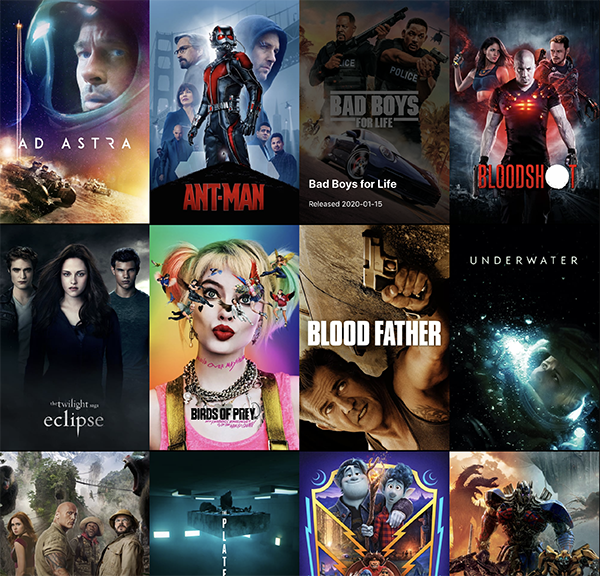 AD ASTRA
ANT-MAN
POLICE
POLICE
BAD BOYS
FOR LIFE
Bad Boys for Life
Released 2020-01-15
BLOODSHOT
the twilight saga
eclipse
BIRDS OF PREY
BLOOD FATHER
UNDERWATER
PLATF